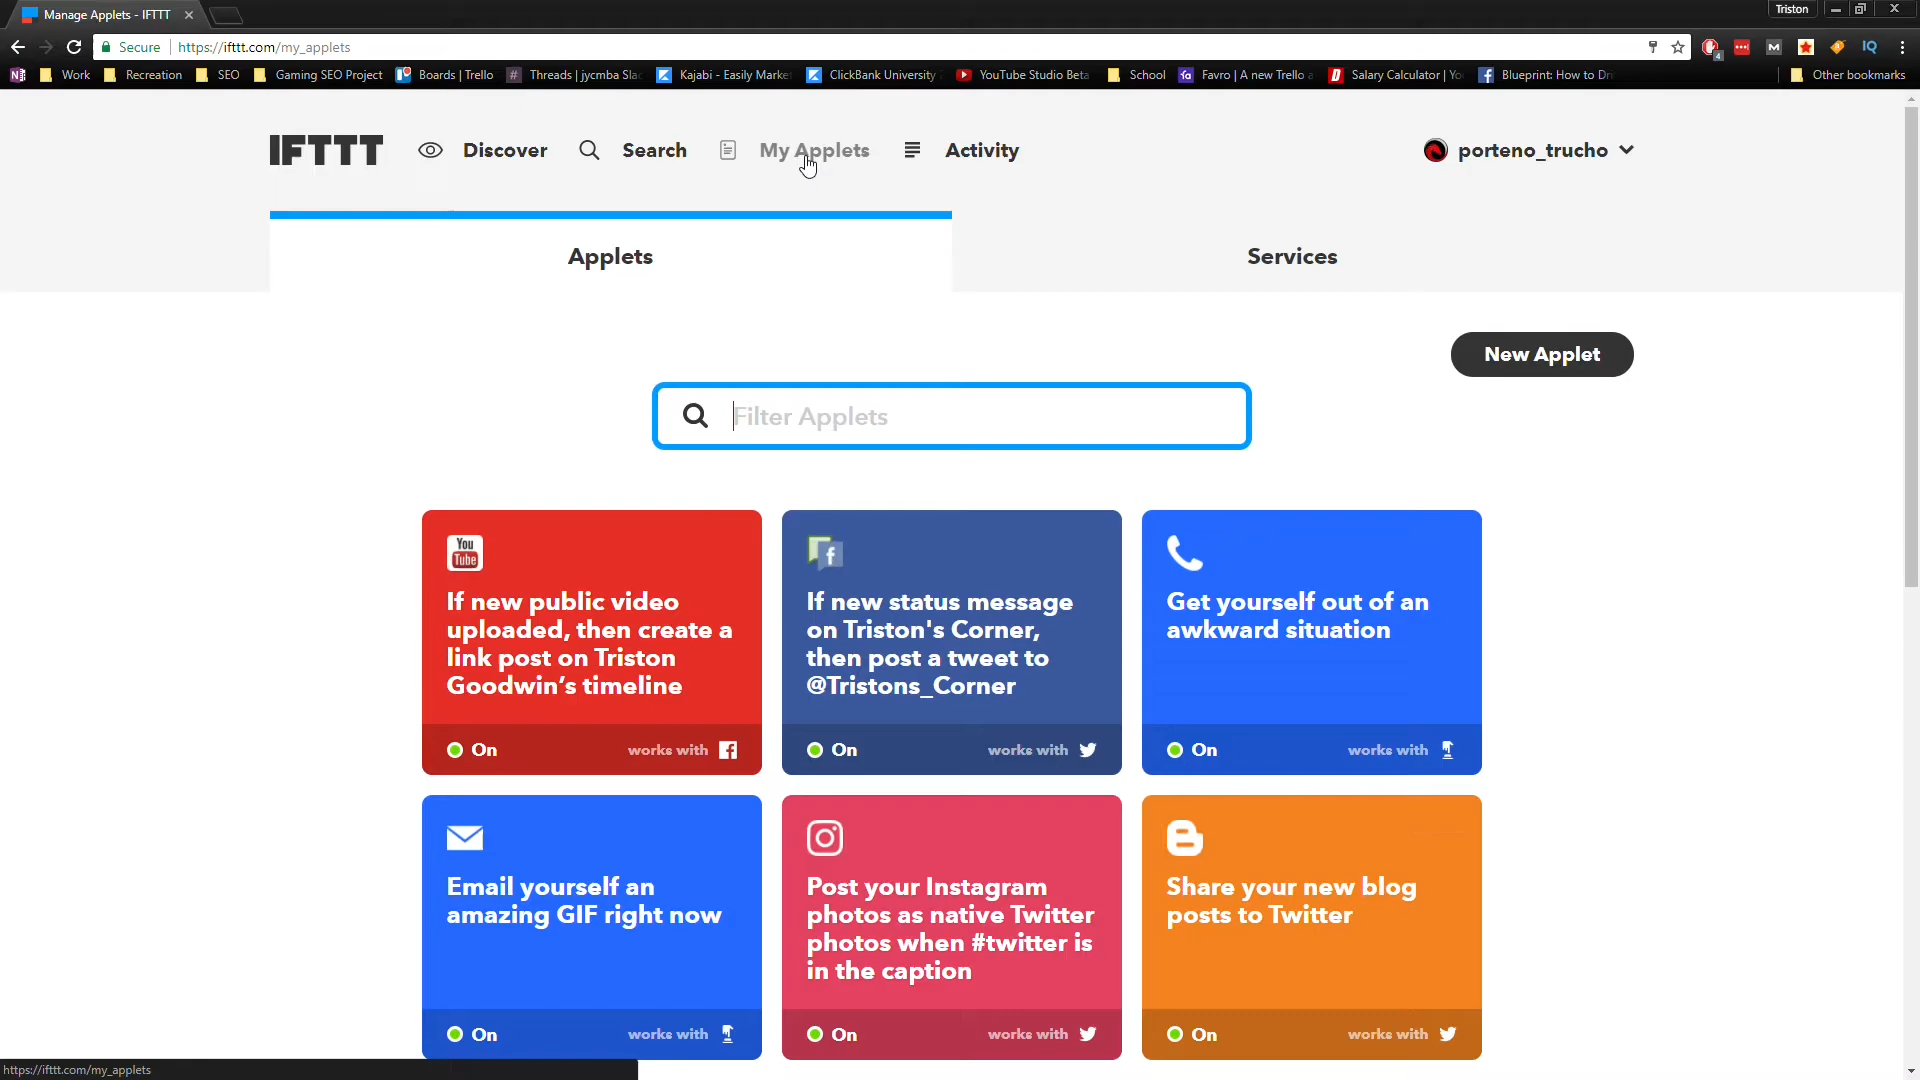 Manage Applets - IFTTT
Triston
Secure
https://ifttt.com/my_applets
Work
Recreation
SEO
Gaming SEO Project
Boards | Trello
Threads | jycmba Sla
Kajabi - Easily Marke
ClickBank University
YouTube Studio Beta
School
Favro | A new Trello a
Salary Calculator | Yo
Blueprint: How to Dri
Other bookmarks
IFTTT
Discover
Search
My Applets
Activity
porteno_trucho
Applets
Services
New Applet
Filter Applets
You
Tube
If new public video
uploaded, then create a
link post on Triston
Goodwin’s timeline
On
works with
If new status message
on Triston's Corner,
then post a tweet to
@Tristons_Corner
On
works with
Get yourself out of an
awkward situation
On
works with
Email yourself an
amazing GIF right now
On
works with
Post your Instagram
photos as native Twitter
photos when #twitter is
in the caption
On
works with
Share your new blog
posts to Twitter
On
works with
https://ifttt.com/my_applets